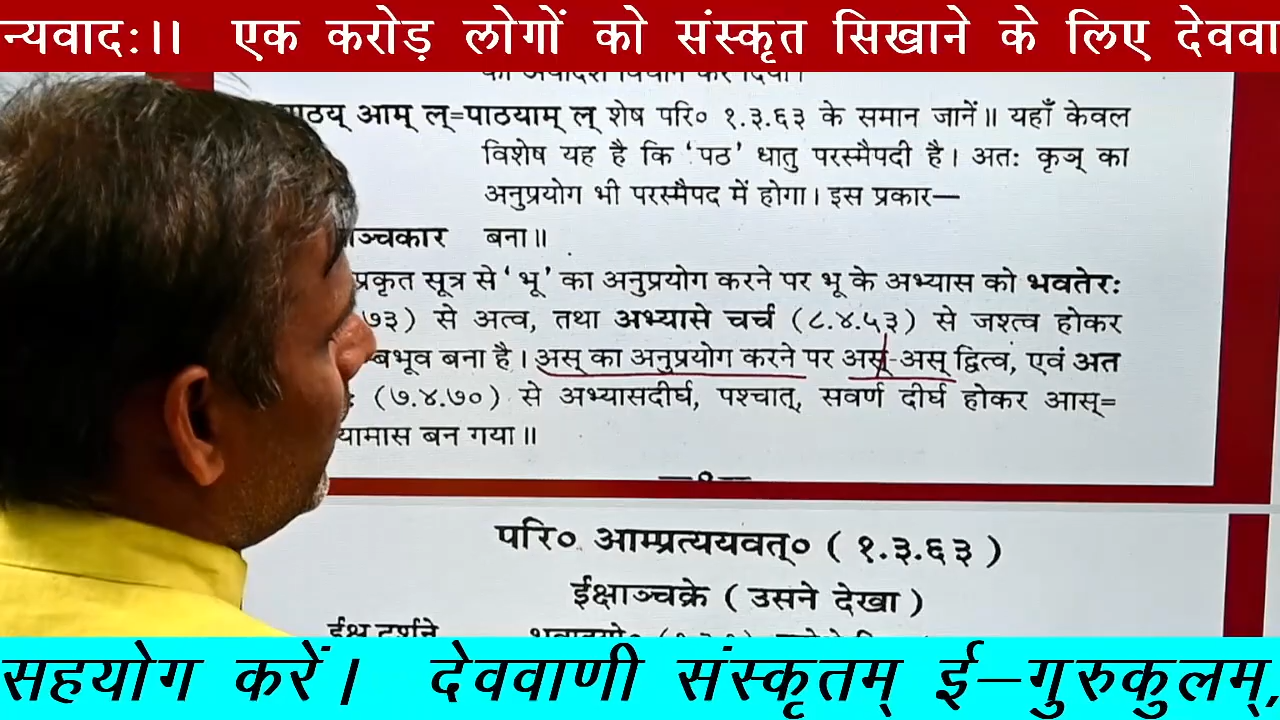 न्यवादः।। एक करोड़ लोगों को संस्कृत सिखाने के लिए देववा
पाठय् आम् ल्=पाठयाम् ल् शेष परि० १.३.६३ के समान जानें॥ यहाँ केवल
विशेष यह है कि 'पठ' धातु परस्मैपदी है। अतः कृञ् का
अनुप्रयोग भी परस्मैपद में होगा। इस प्रकार—
ञ्चकार बना॥
प्रकृत सूत्र से 'भू' का अनुप्रयोग करने पर भू के अभ्यास को भवतेरः
७३) से अत्व, तथा अभ्यासे चर्च (८.४.५३) से जश्त्व होकर
बभूव बना है। अस् का अनुप्रयोग करने पर अस्-अस् द्वित्व, एवं अत
(७.४.७०) से अभ्यासदीर्घ, पश्चात्, सवर्ण दीर्घ होकर आस्=
यामास बन गया॥
परि० आम्प्रत्ययवत्० (१.३.६३)
ईक्षाञ्चक्रे (उसने देखा)
सहयोग करें। देववाणी संस्कृतम् ई-गुरुकुलम्,